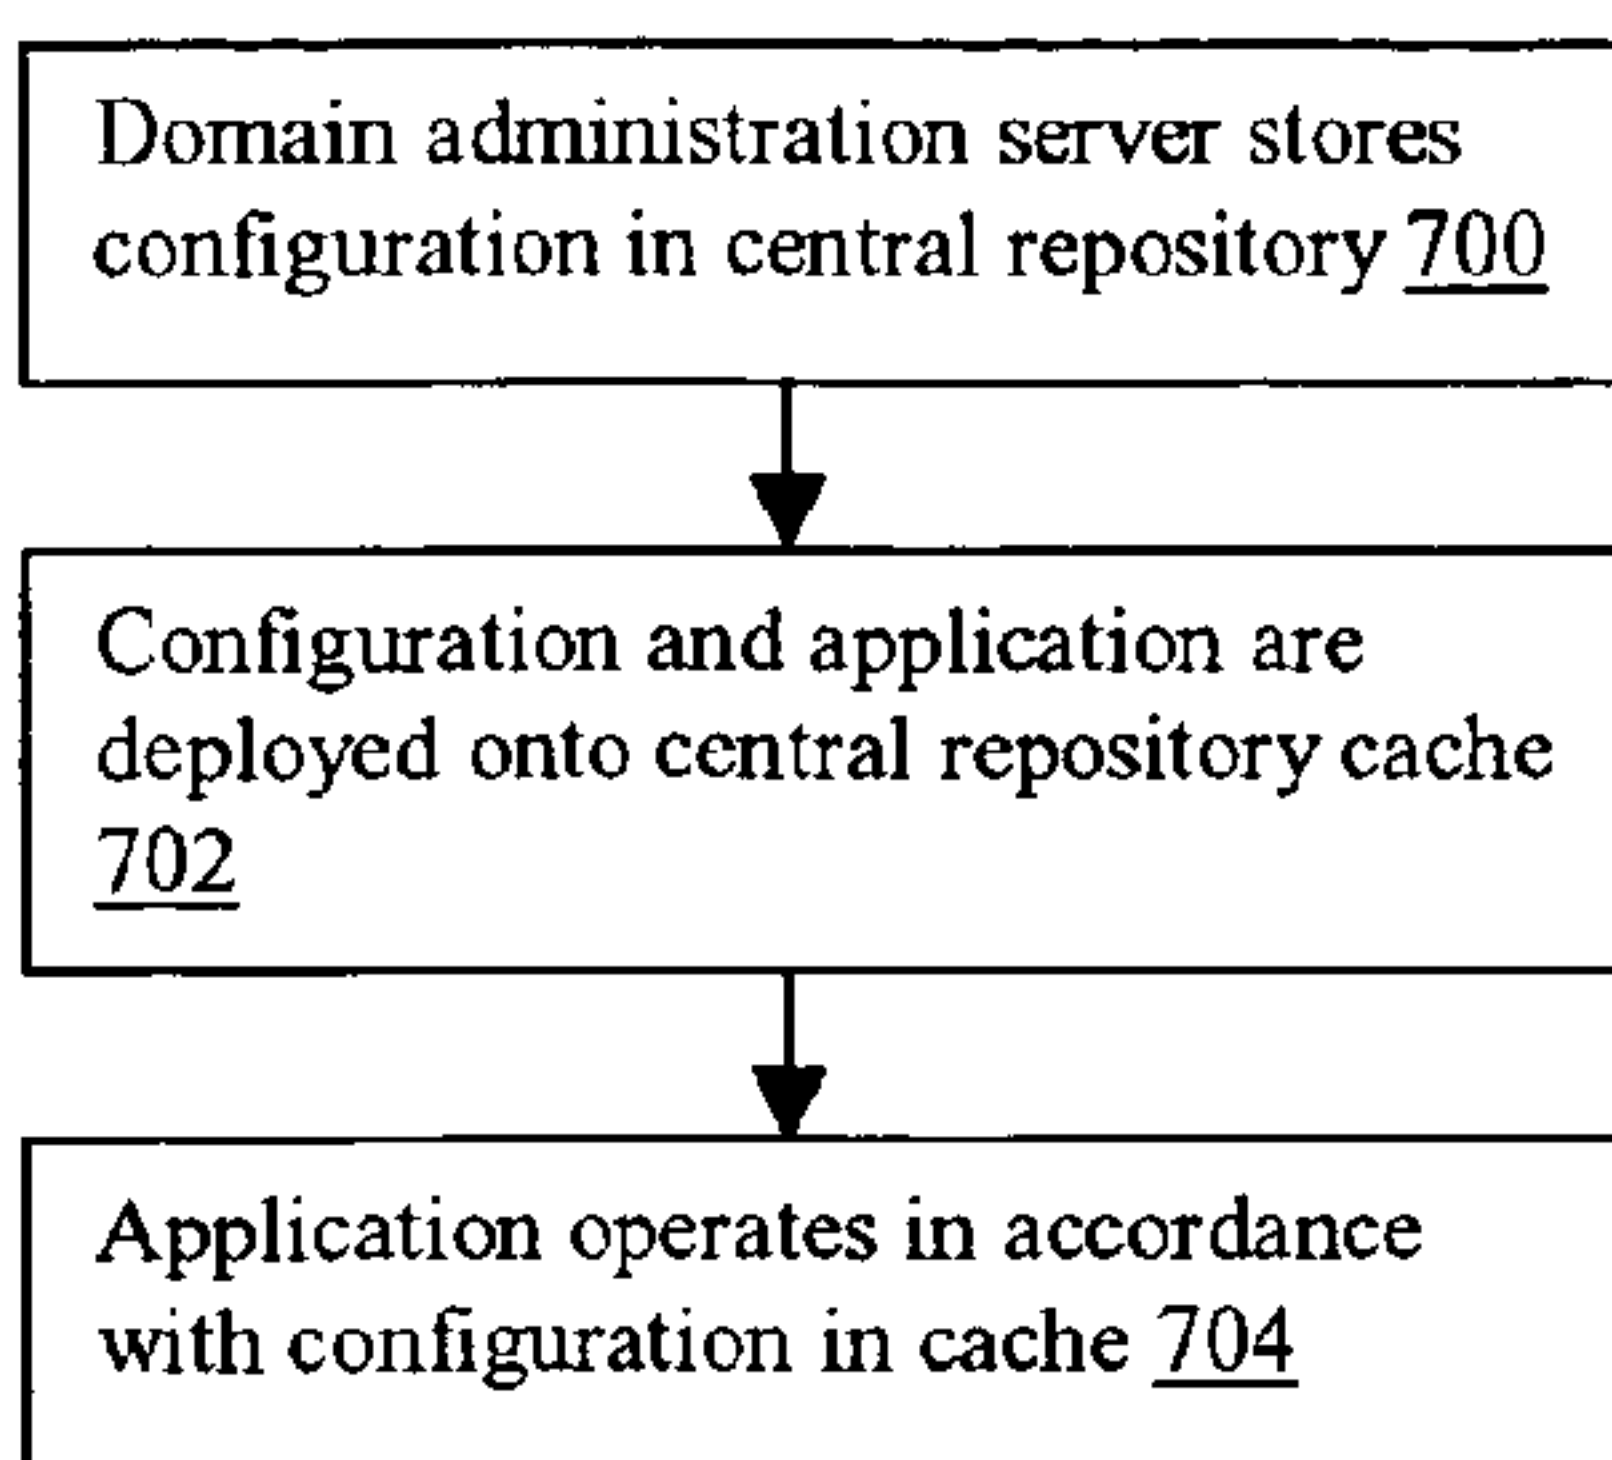 Domain administration server stores
configuration in central repository 700
Configuration and application are
deployed onto central repository cache
702
Application operates in accordance
with configuration in cache 704